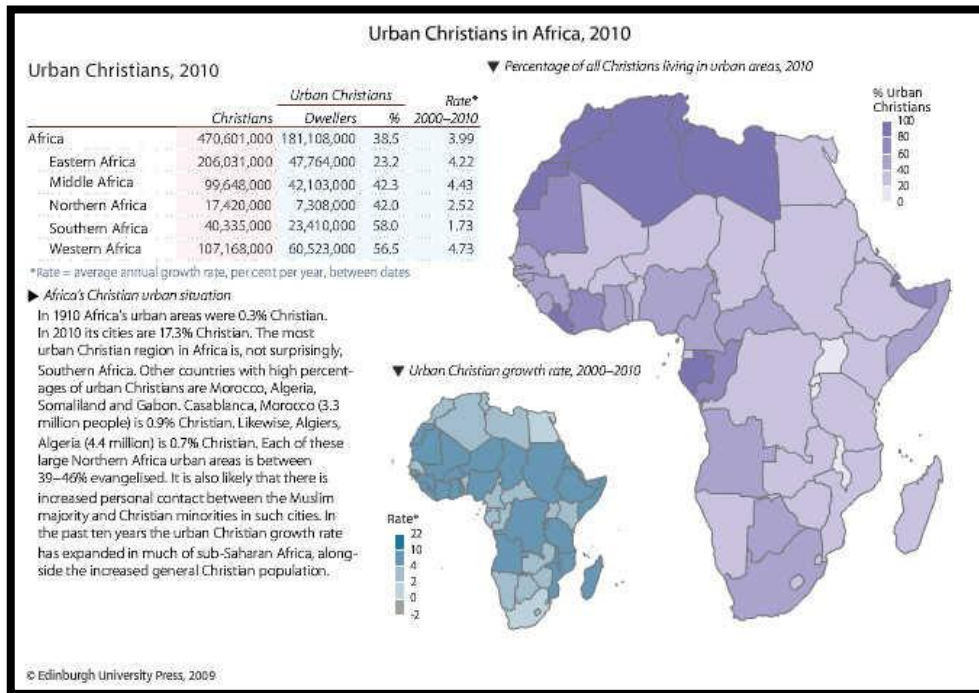 Urban Christians in Africa, 2010
Urban Christians, 2010
Urban Christians Rate*
Christians Dwellers % 2000–2010
Africa 470,601,000 181,108,000 38.5 3.99
Eastern Africa 206,031,000 47,764,000 23.2 4.22
Middle Africa 99,648,000 42,103,000 42.3 4.43
Northern Africa 17,420,000 7,308,000 42.0 2.52
Southern Africa 40,335,000 23,410,000 58.0 1.73
Western Africa 107,168,000 60,523,000 56.5 4.73
*Rate = average annual growth rate, per cent per year, between dates
▶ Africa's Christian urban situation
In 1910 Africa's urban areas were 0.3% Christian.
In 2010 its cities are 17.3% Christian. The most
urban Christian region in Africa is, not surprisingly,
Southern Africa. Other countries with high percent-
ages of urban Christians are Morocco, Algeria,
Somaliland and Gabon. Casablanca, Morocco (3.3
million people) is 0.9% Christian. Likewise, Algiers,
Algeria (4.4 million) is 0.7% Christian. Each of these
large Northern Africa urban areas is between
39–46% evangelised. It is also likely that there is
increased personal contact between the Muslim
majority and Christian minorities in such cities. In
the past ten years the urban Christian growth rate
has expanded in much of sub-Saharan Africa, along-
side the increased general Christian population.
▼ Percentage of all Christians living in urban areas, 2010
% Urban
Christians
100
80
60
40
20
0
▼ Urban Christian growth rate, 2000–2010
Rate*
22
10
4
2
0
-2
© Edinburgh University Press, 2009